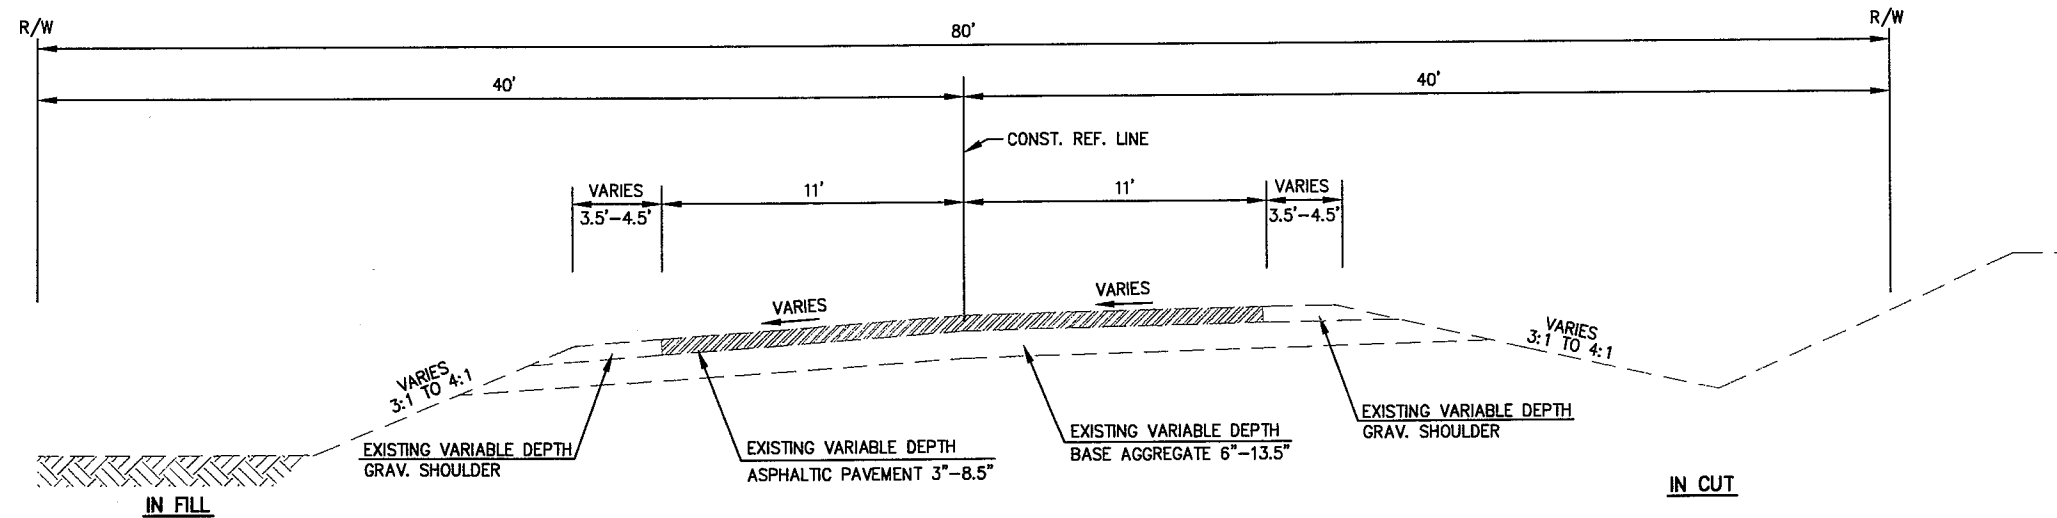 R/W
R/W
80'
40'
40'
CONST. REF. LINE
VARIES
3.5'-4.5'
11'
11'
VARIES
3.5'-4.5'
VARIES
VARIES
VARIES
3:1 TO 4:1
VARIES
3:1 TO 4:1
EXISTING VARIABLE DEPTH
GRAV. SHOULDER
EXISTING VARIABLE DEPTH
ASPHALTIC PAVEMENT 3"-8.5"
EXISTING VARIABLE DEPTH
BASE AGGREGATE 6"-13.5"
EXISTING VARIABLE DEPTH
GRAV. SHOULDER
IN FILL
IN CUT